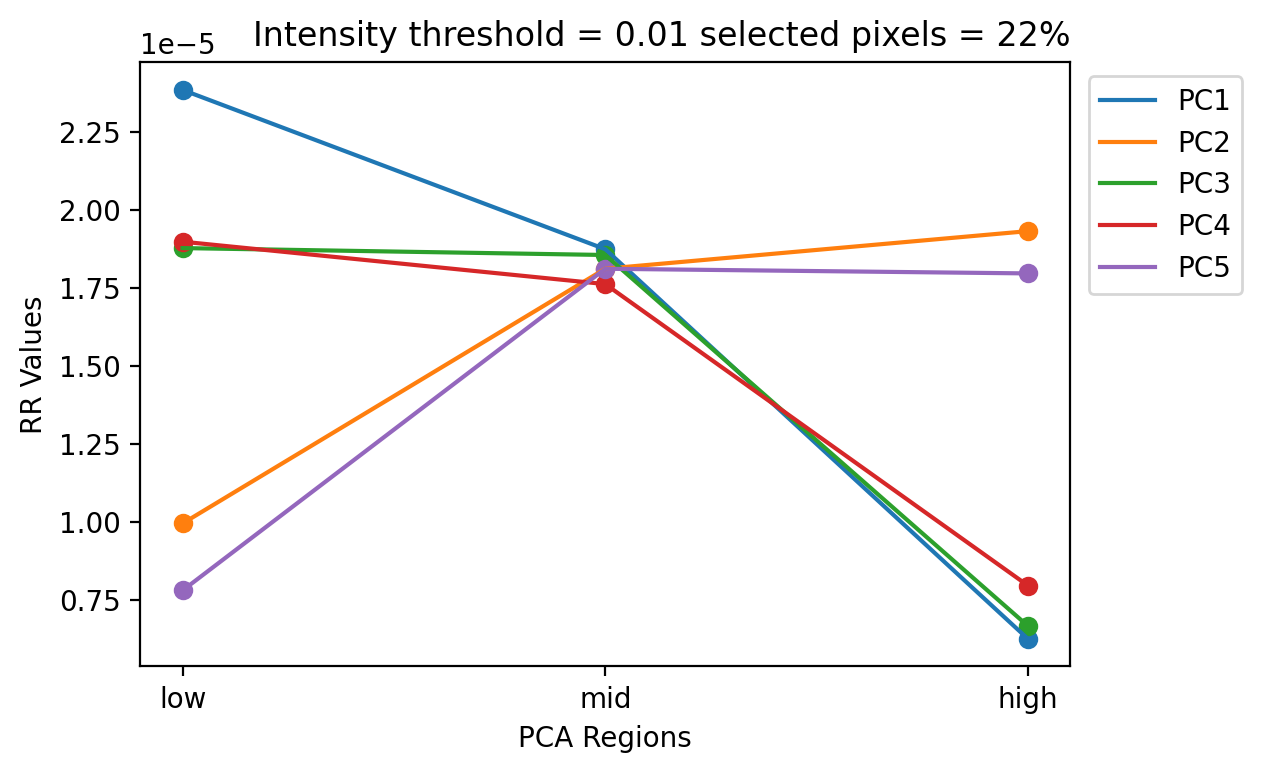 Intensity threshold = 0.01 selected pixels = 22%
1e−5
2.25
2.00
1.75
1.50
1.25
1.00
0.75
RR Values
low
mid
high
PCA Regions
PC1
PC2
PC3
PC4
PC5